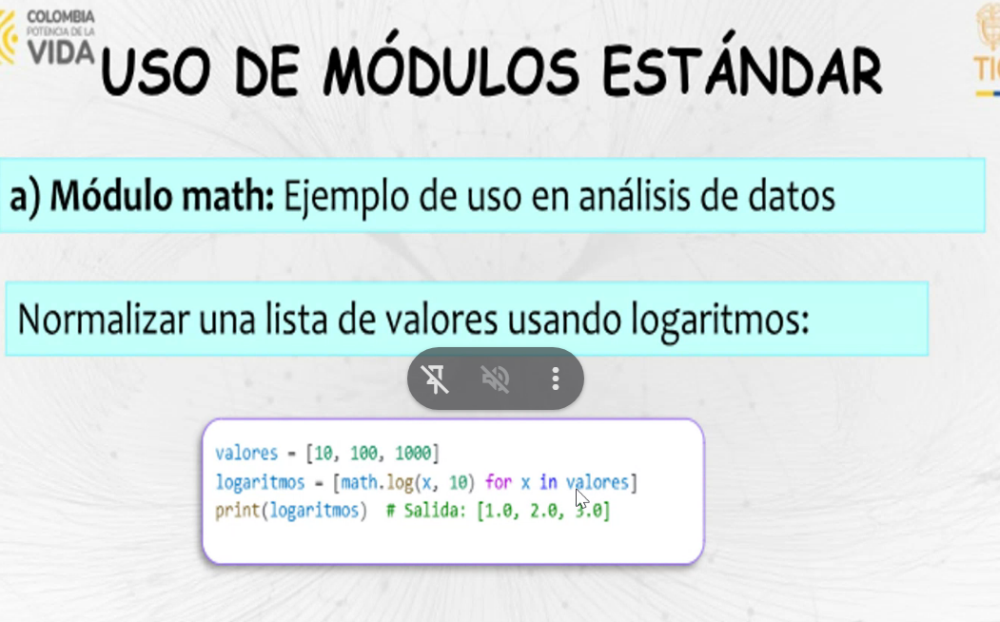 COLOMBIA
POTENCIA DE LA
VIDA
USO DE MÓDULOS ESTÁNDAR
TIC
a) Módulo math: Ejemplo de uso en análisis de datos
Normalizar una lista de valores usando logaritmos:
valores = [10, 100, 1000]
logaritmos = [math.log(x, 10) for x in valores]
print(logaritmos)  # Salida: [1.0, 2.0, 3.0]